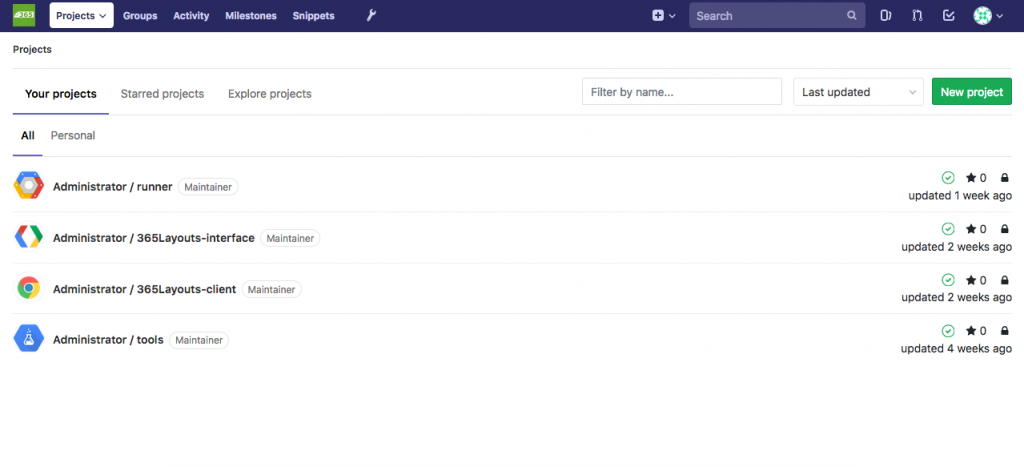 365 Projects Groups Activity Milestones Snippets Search
Projects
Your projects Starred projects Explore projects Filter by name... Last updated New project
All Personal
Administrator / runner Maintainer 0
updated 1 week ago
Administrator / 365Layouts-interface Maintainer 0
updated 2 weeks ago
Administrator / 365Layouts-client Maintainer 0
updated 2 weeks ago
Administrator / tools Maintainer 0
updated 4 weeks ago